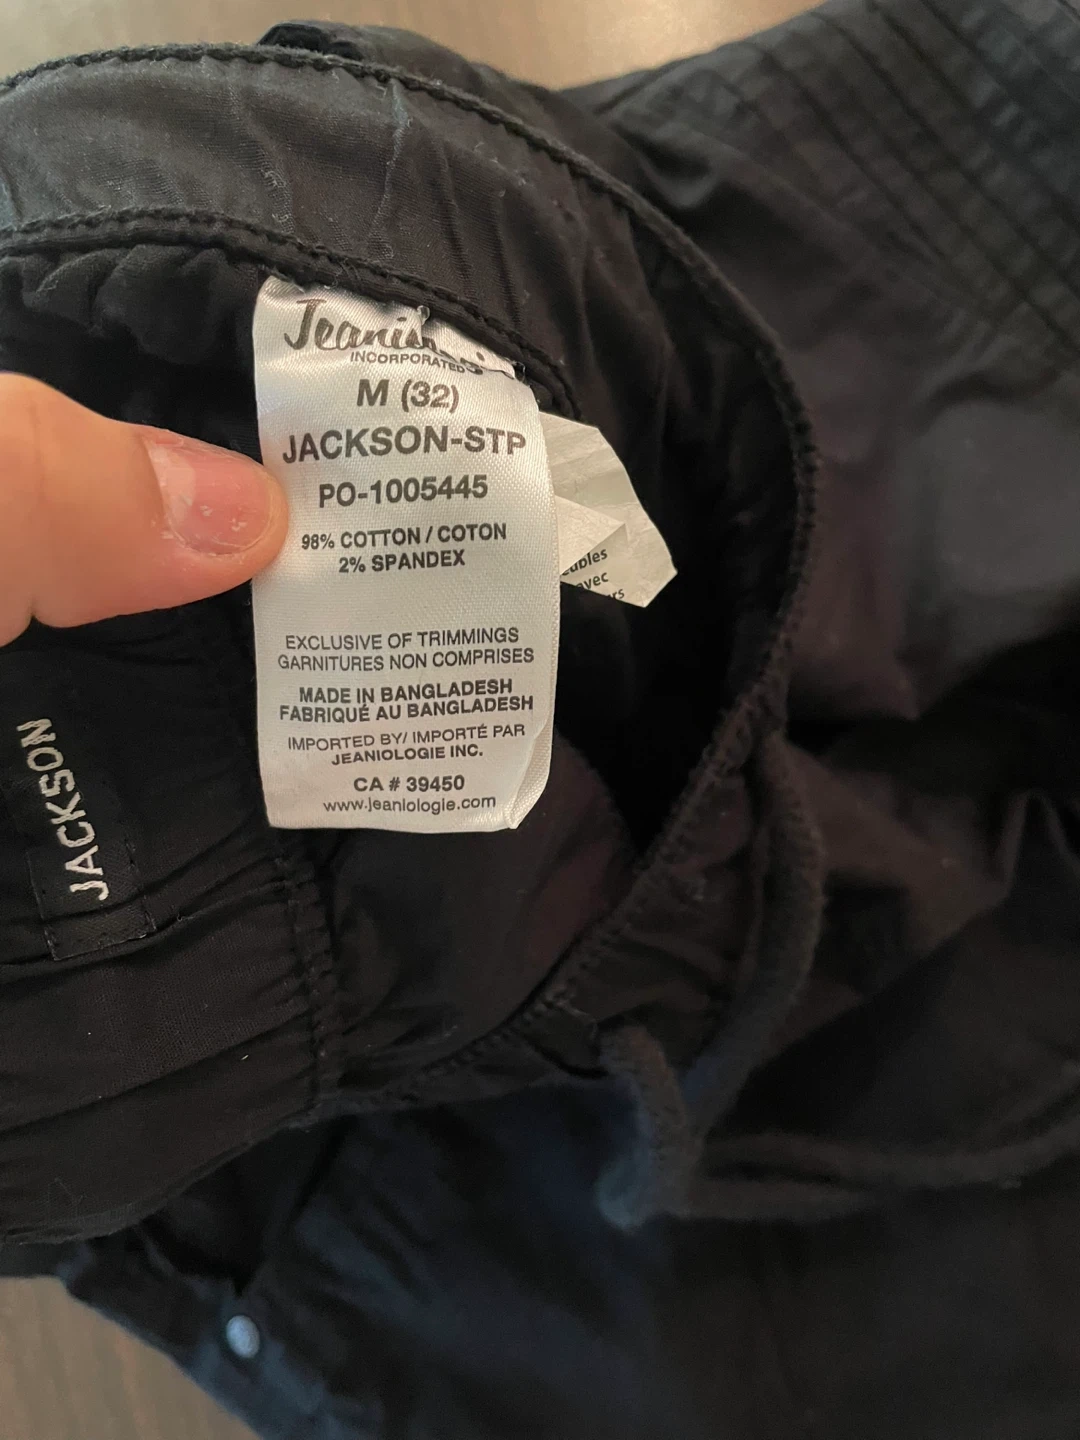 INCORPORATED
M (32)
JACKSON-STP
PO-1005445
98% COTTON / COTON
2% SPANDEX
EXCLUSIVE OF TRIMMINGS
GARNITURES NON COMPRISES
MADE IN BANGLADESH
FABRIQUÉ AU BANGLADESH
IMPORTED BY/ IMPORTÉ PAR
JEANIOLOGIE INC.
CA # 39450
www.jeaniologie.com
JACKSON